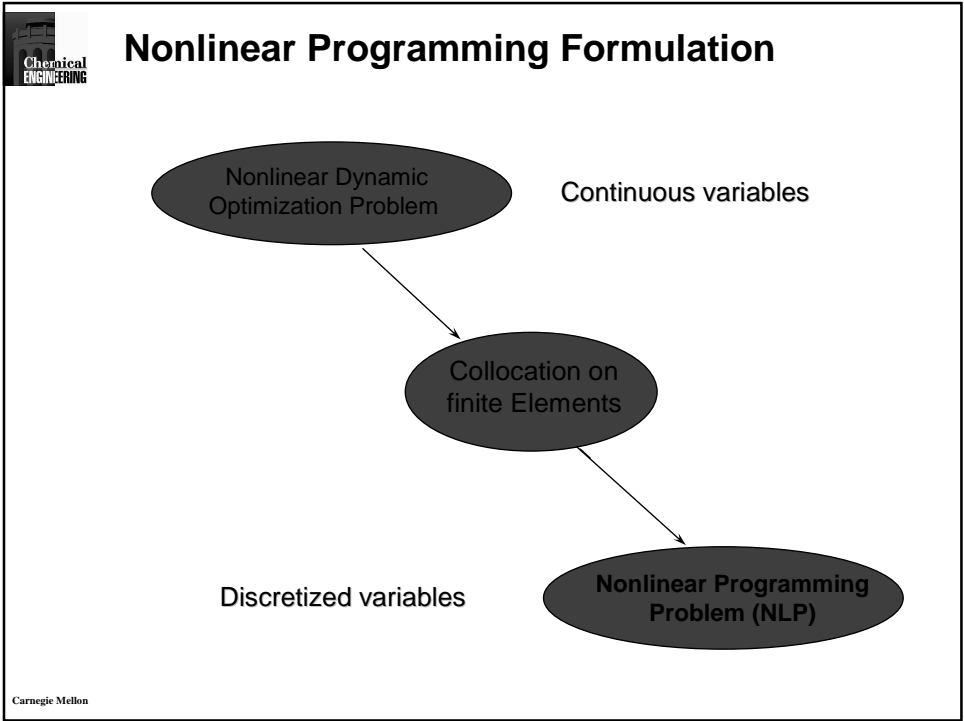 Chemical
ENGINEERING
Nonlinear Programming Formulation
Nonlinear Dynamic
Optimization Problem
Continuous variables
Collocation on
finite Elements
Discretized variables
Nonlinear Programming
Problem (NLP)
Carnegie Mellon